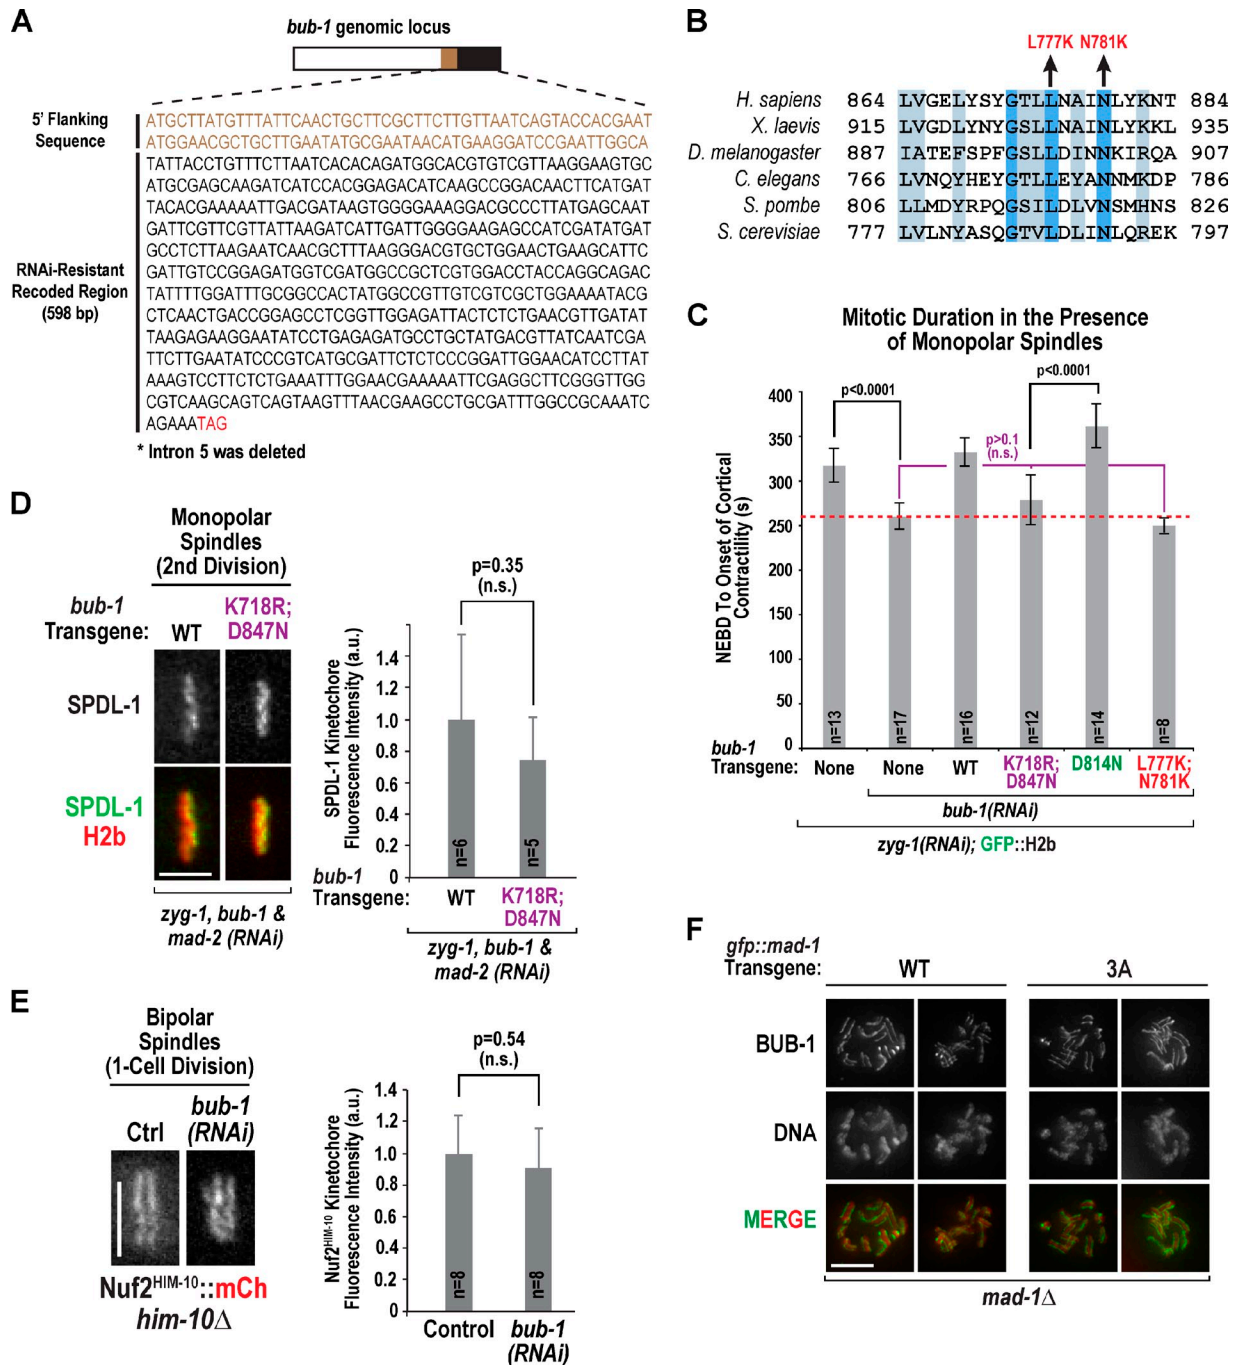 A
bub-1 genomic locus
5' Flanking
Sequence
ATGCTTATGTTTATTCAACTGCTTCGCTTCTTGTTAATCAGTACCACGAAT
ATGGAACGCTGCTTGAATATGCGAATAACATGAAGGATCCGAATTGGCA
RNAi-Resistant
Recoded Region
(598 bp)
TATTACCTGTTTCTTAATCACACAGATGGCACGTGTCGTTAAGGAAGTGC
ATGCGAGCAAGATCATCCACGGAGACATCAAGCCGGACAACTTCATGAT
TACACGAAAAATTGACGATAAGTGGGGAAAGGACGCCCTTATGAGCAAT
GATTCGTTCGTTATTAAGATCATTGATTGGGGAAGAGCCATCGATATGAT
GCCTCTTAAGAATCAACGCTTTAAGGGACGTGCTGGAACTGAAGCATTC
GATTGTCCGGAGATGGTCGATGGCCGCTCGTGGACCTACCAGGCAGAC
TATTTTGGATTTGCGGCCACTATGGCCGTTGTCGTCGCTGGAAAATACG
CTCAACTGACCGGAGCCTCGGTTGGAGATTACTCTCTGAACGTTGATAT
TAAGAGAAGGAATATCCTGAGAGATGCCTGCTATGACGTTATCAATCGA
TTCTTGAATATCCCGTCATGCGATTCTCTCCCGGATTGGAACATCCTTAT
AAAGTCCTTCTCTGAAATTTGGAACGAAAAATTCGAGGCTTCGGGTTGG
CGTCAAGCAGTCAGTAAGTTTAACGAAGCCTGCGATTTGGCCGCAAATC
AGAAATAG
* Intron 5 was deleted
B
L777K N781K
H. sapiens 864 LVGELYSYGTLLNAINLYKNT 884
X. laevis 915 LVGDLYNYGSLLNAINLYKKL 935
D. melanogaster 887 IATEFSPFGSLLDINNKIRQA 907
C. elegans 766 LVNQYHEYGTLLEYANNMKDP 786
S. pombe 806 LLMDYRPQGSILDLVNSMHNS 826
S. cerevisiae 777 VLNYASQGTVLDLINLQREK 797
C
Mitotic Duration in the Presence
of Monopolar Spindles
NEBD To Onset of Cortical
Contractility (s)
400
350
300
250
200
150
100
50
0
p<0.0001
p>0.1
(n.s.)
p<0.0001
n=13
n=17
n=16
n=12
n=14
n=8
bub-1
Transgene:
None
None
WT
K718R;
D847N
D814N
L777K;
N781K
bub-1(RNAi)
zyg-1(RNAi); GFP::H2b
D
Monopolar
Spindles
(2nd Division)
bub-1
Transgene:
WT
K718R;
D847N
SPDL-1
SPDL-1
H2b
zyg-1, bub-1 &
mad-2 (RNAi)
p=0.35
(n.s.)
SPDL-1 Kinetochore
Fluorescence Intensity (a.u.)
1.4
1.2
1.0
0.8
0.6
0.4
0.2
0
n=6
n=5
bub-1
Transgene:
WT
K718R;
D847N
zyg-1, bub-1 &
mad-2 (RNAi)
E
Bipolar
Spindles
(1-Cell Division)
Ctrl
bub-1
(RNAi)
Nuf2HIM-10::mCh
him-10Δ
p=0.54
(n.s.)
Nuf2HIM-10 Kinetochore
Fluorescence Intensity (a.u.)
1.4
1.2
1.0
0.8
0.6
0.4
0.2
0
n=8
n=8
Control
bub-1
(RNAi)
F
gfp::mad-1
Transgene:
WT
3A
BUB-1
DNA
MERGE
mad-1Δ